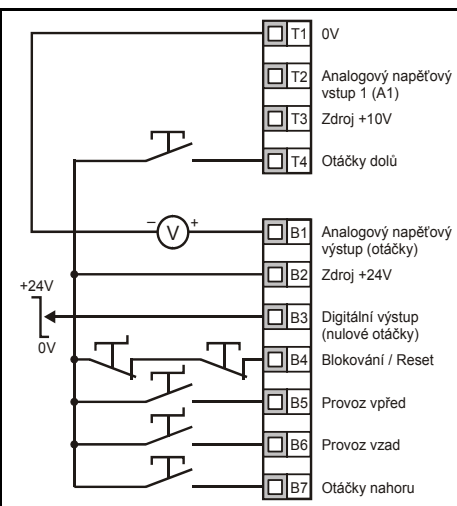 T1 0V
T2 Analogový napěťový
vstup 1 (A1)
T3 Zdroj +10V
T4 Otáčky dolů
− V +
B1 Analogový napěťový
výstup (otáčky)
B2 Zdroj +24V
+24V
0V
B3 Digitální výstup
(nulové otáčky)
B4 Blokování / Reset
B5 Provoz vpřed
B6 Provoz vzad
B7 Otáčky nahoru